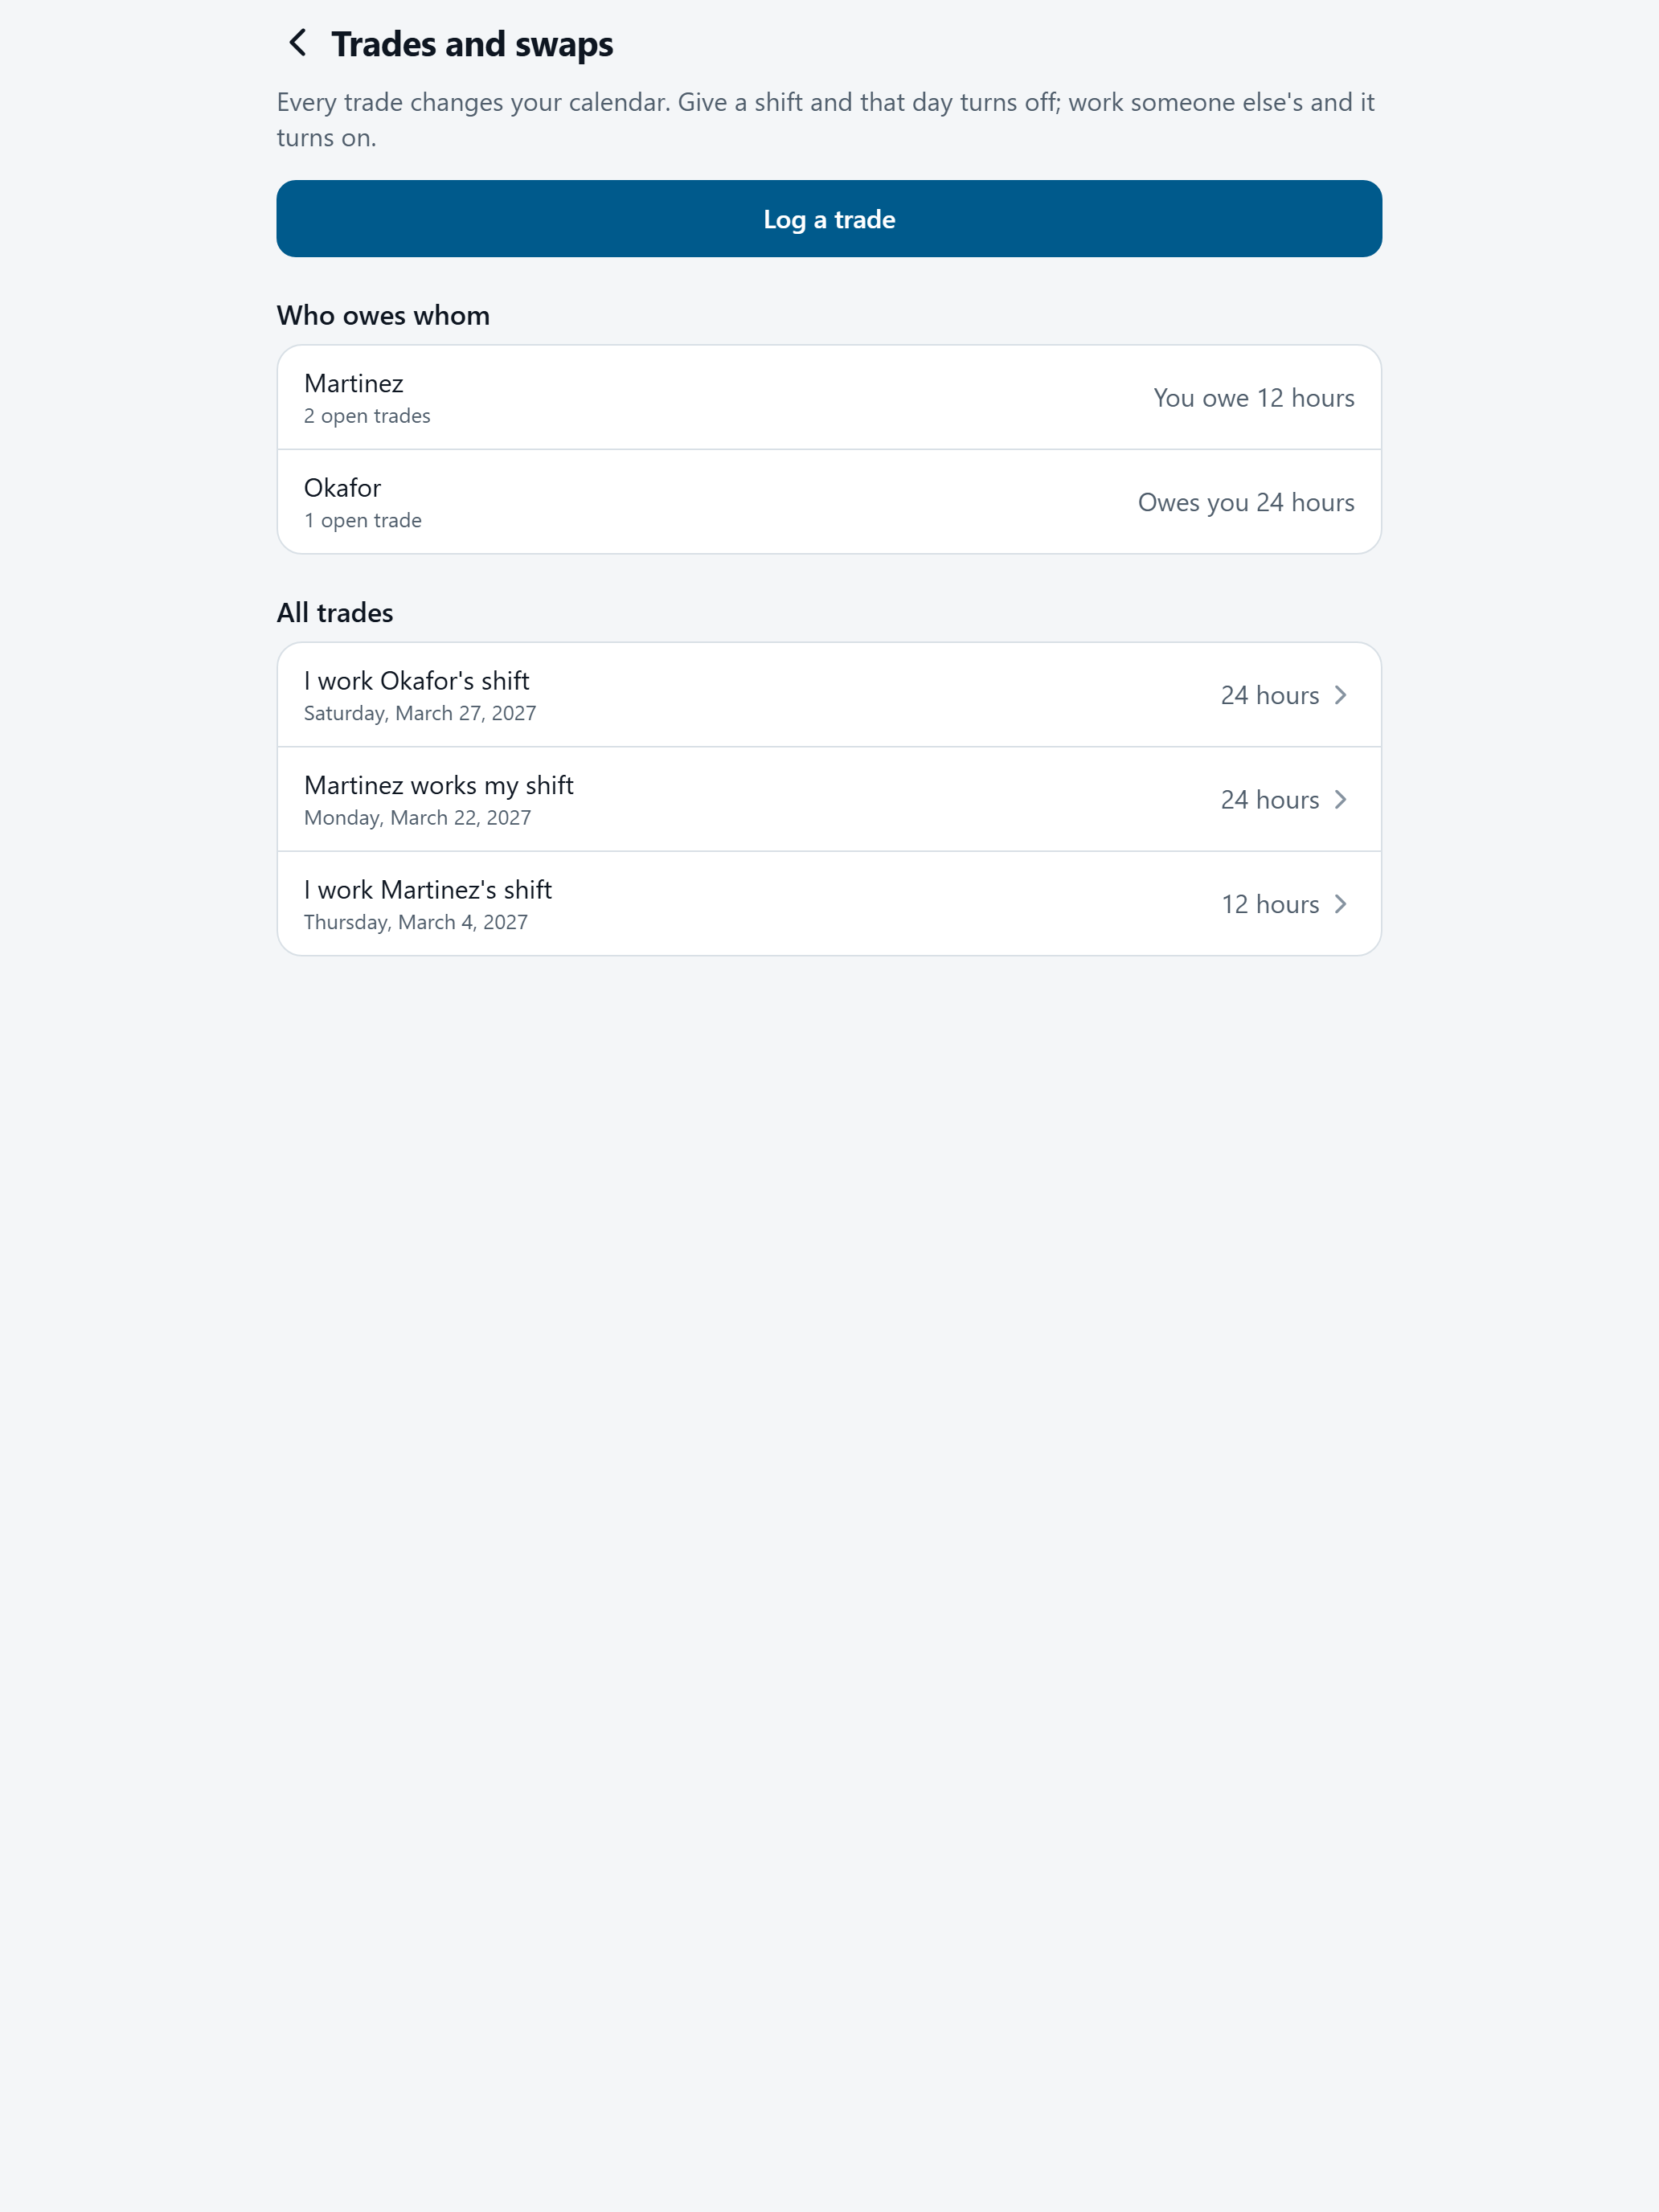 Trades and swaps
Every trade changes your calendar. Give a shift and that day turns off; work someone else's and it
turns on.
Log a trade
Who owes whom
Martinez
2 open trades
You owe 12 hours
Okafor
1 open trade
Owes you 24 hours
All trades
I work Okafor's shift
Saturday, March 27, 2027
24 hours
Martinez works my shift
Monday, March 22, 2027
24 hours
I work Martinez's shift
Thursday, March 4, 2027
12 hours